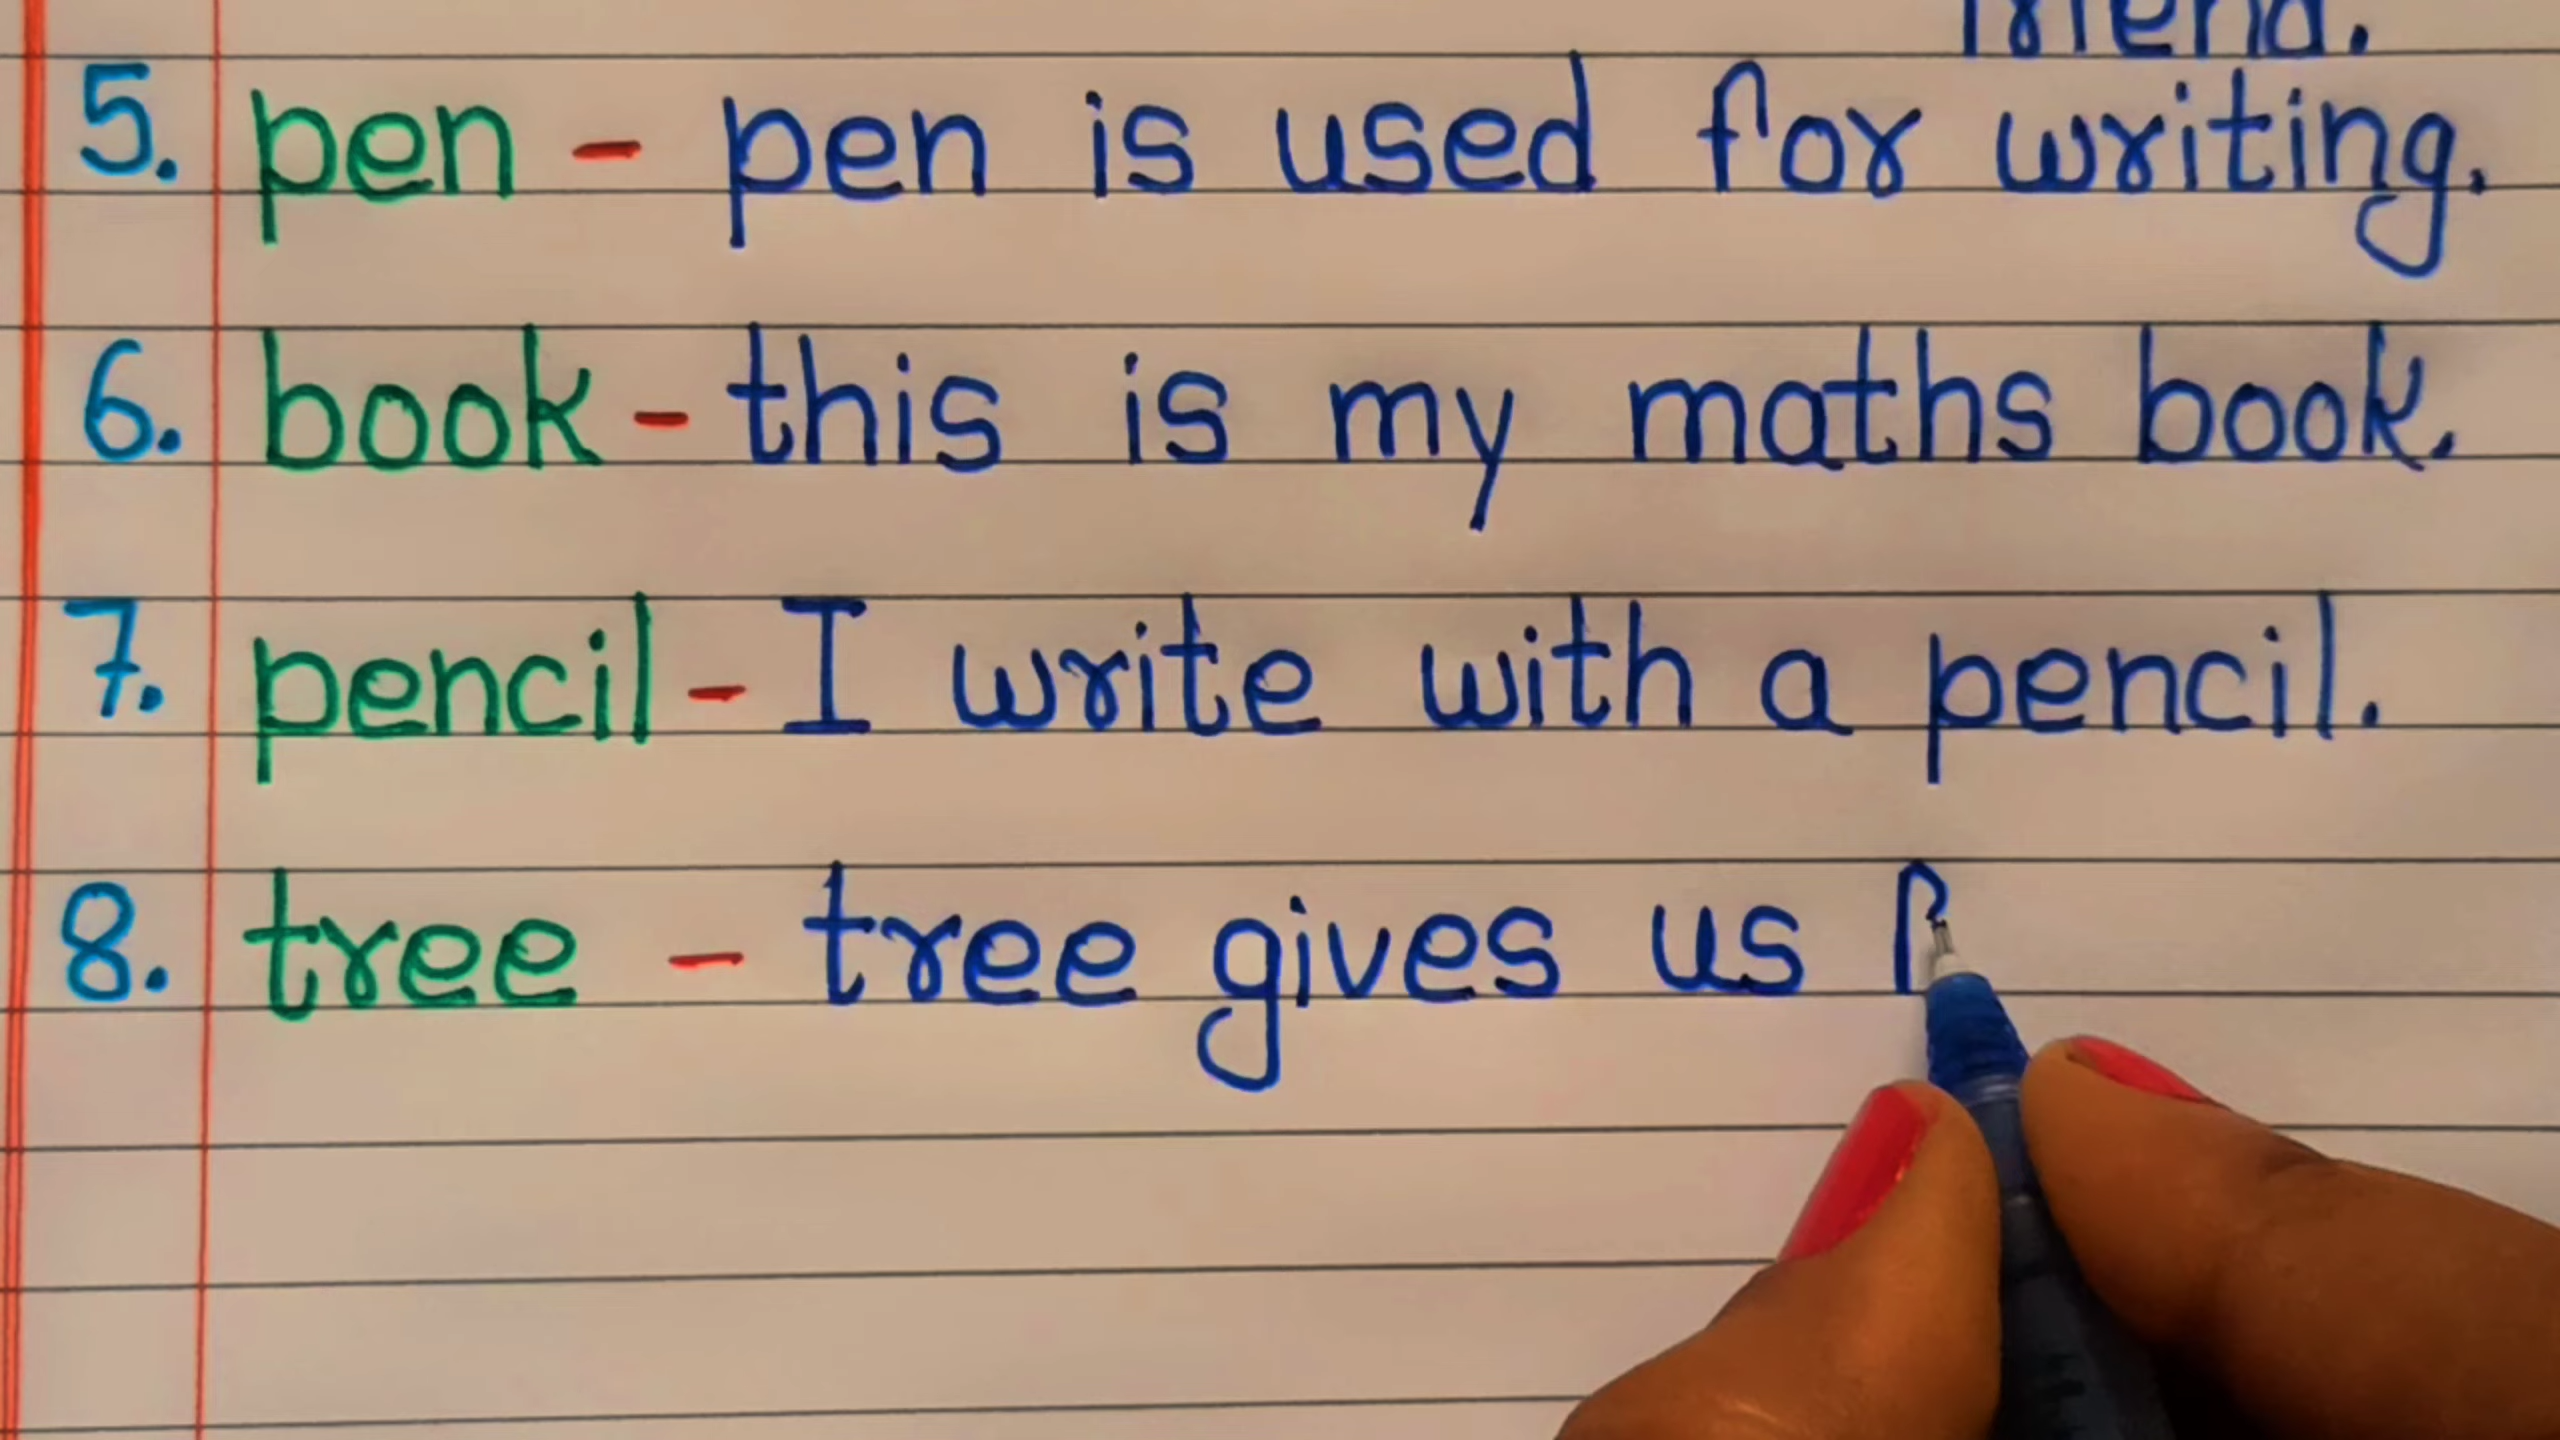 friend.
5. pen - pen is used for writing.
6. book - this is my maths book.
7. pencil - I write with a pencil.
8. tree - tree gives us